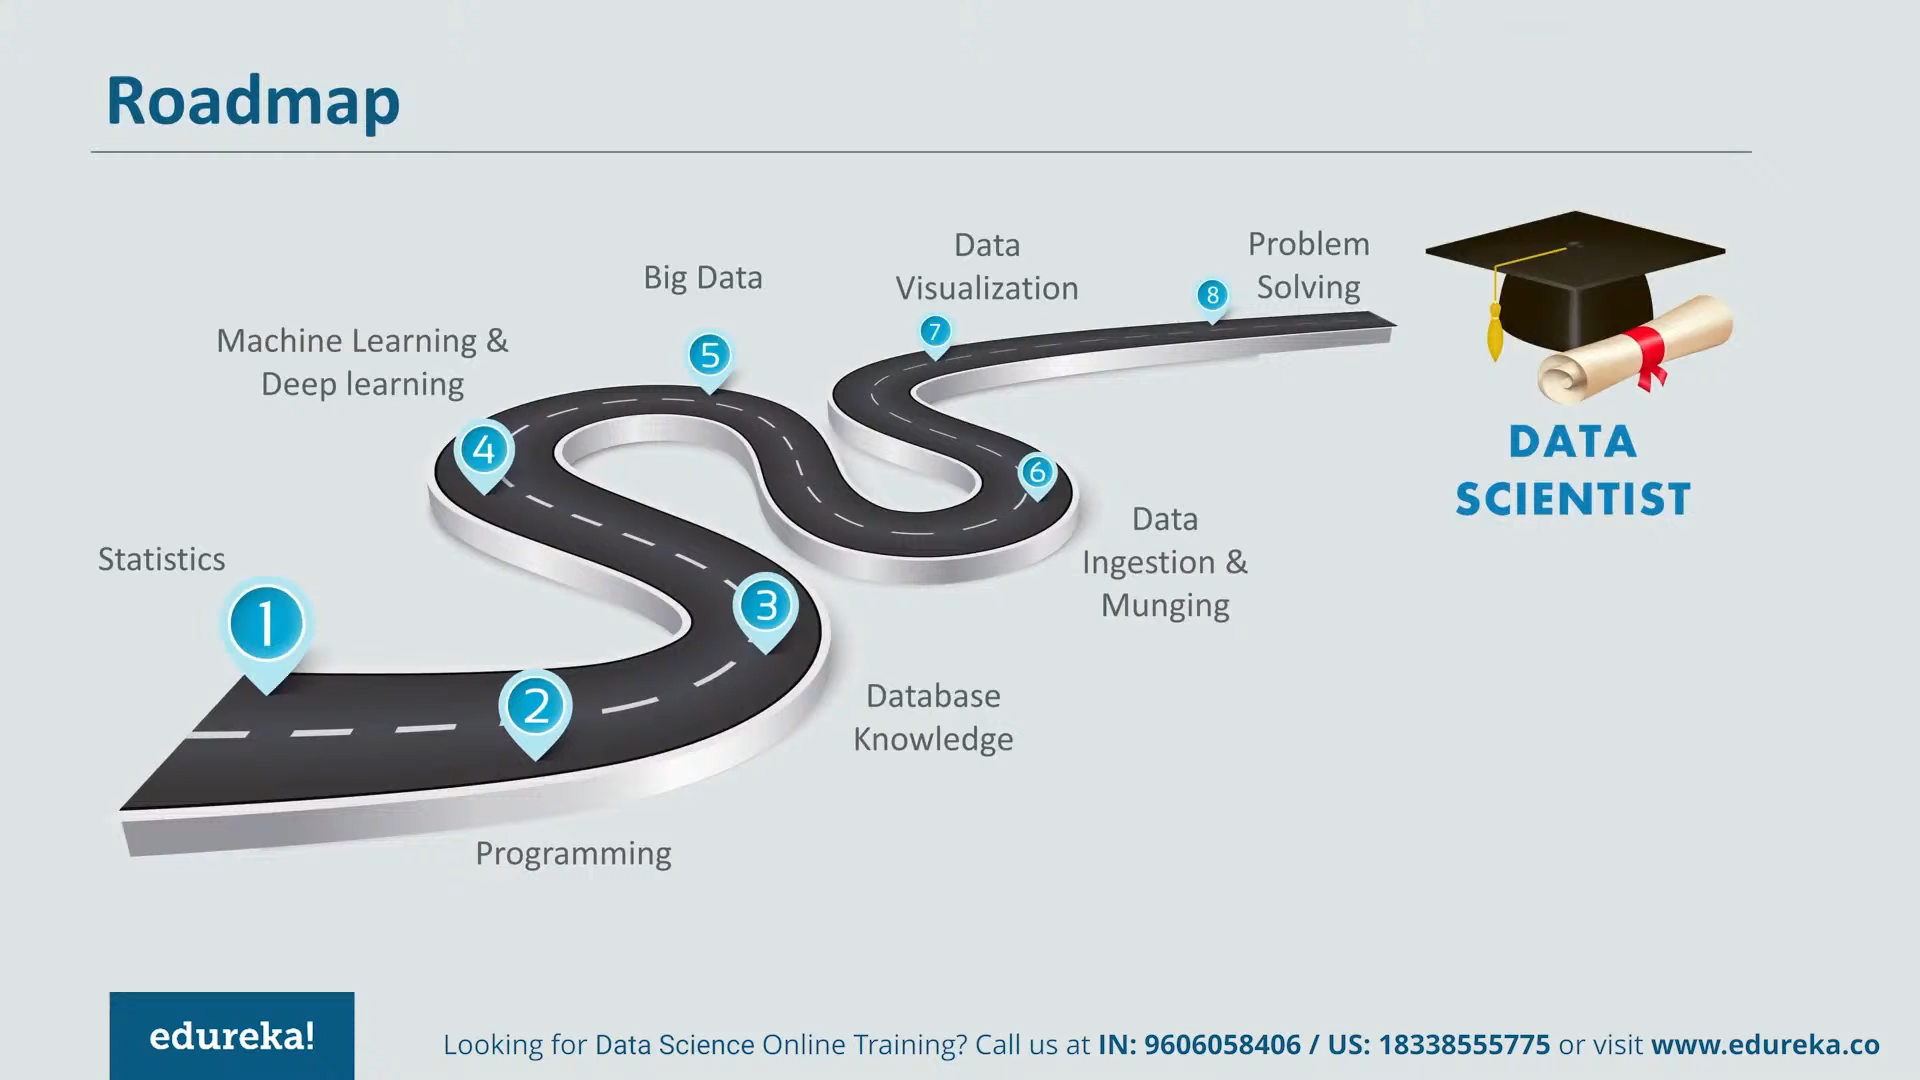 Roadmap
1
Statistics
2
Programming
3
Database
Knowledge
4
Machine Learning &
Deep learning
5
Big Data
6
Data
Ingestion &
Munging
7
Data
Visualization
8
Problem
Solving
DATA
SCIENTIST
edureka!
Looking for Data Science Online Training? Call us at IN: 9606058406 / US: 18338555775 or visit www.edureka.co